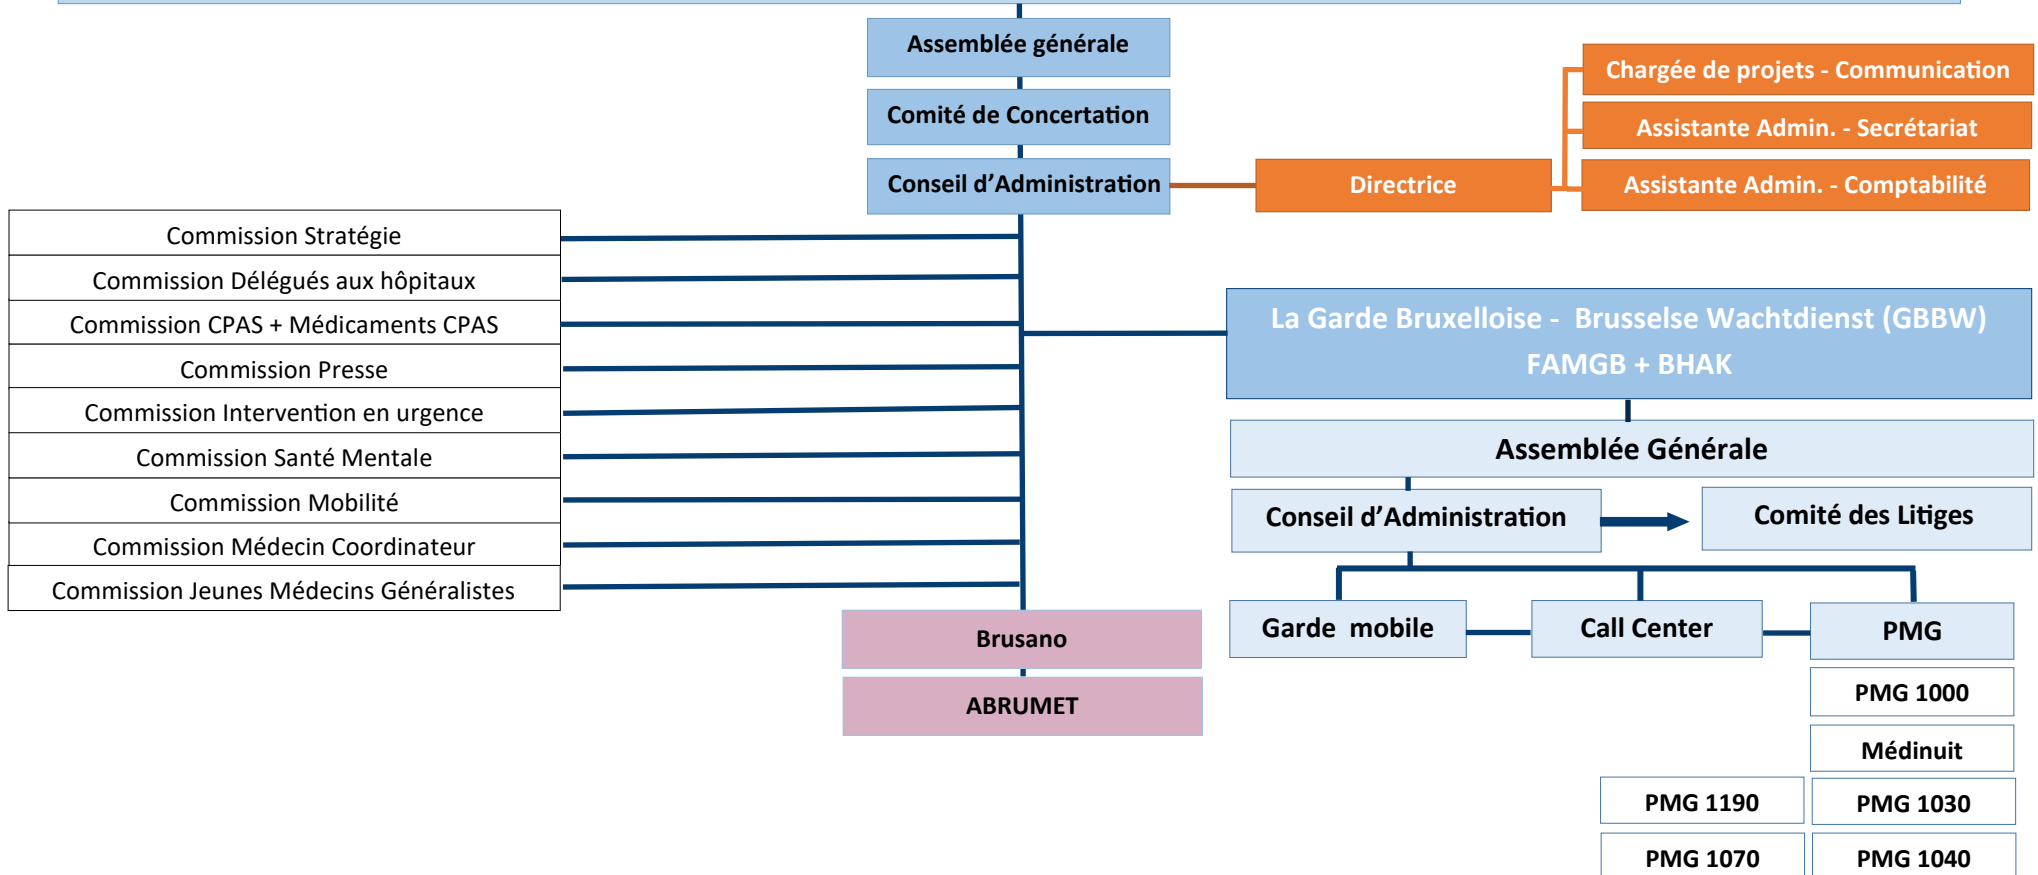 Assemblée générale
Comité de Concertation
Conseil d’Administration
Directrice
Chargée de projets - Communication
Assistante Admin. - Secrétariat
Assistante Admin. - Comptabilité
Commission Stratégie
Commission Délégués aux hôpitaux
Commission CPAS + Médicaments CPAS
Commission Presse
Commission Intervention en urgence
Commission Santé Mentale
Commission Mobilité
Commission Médecin Coordinateur
Commission Jeunes Médecins Généralistes
Brusano
ABRUMET
La Garde Bruxelloise - Brusselse Wachtdienst (GBBW)
FAMGB + BHAK
Assemblée Générale
Conseil d’Administration
Comité des Litiges
Garde mobile
Call Center
PMG
PMG 1000
Médinuit
PMG 1190
PMG 1030
PMG 1070
PMG 1040